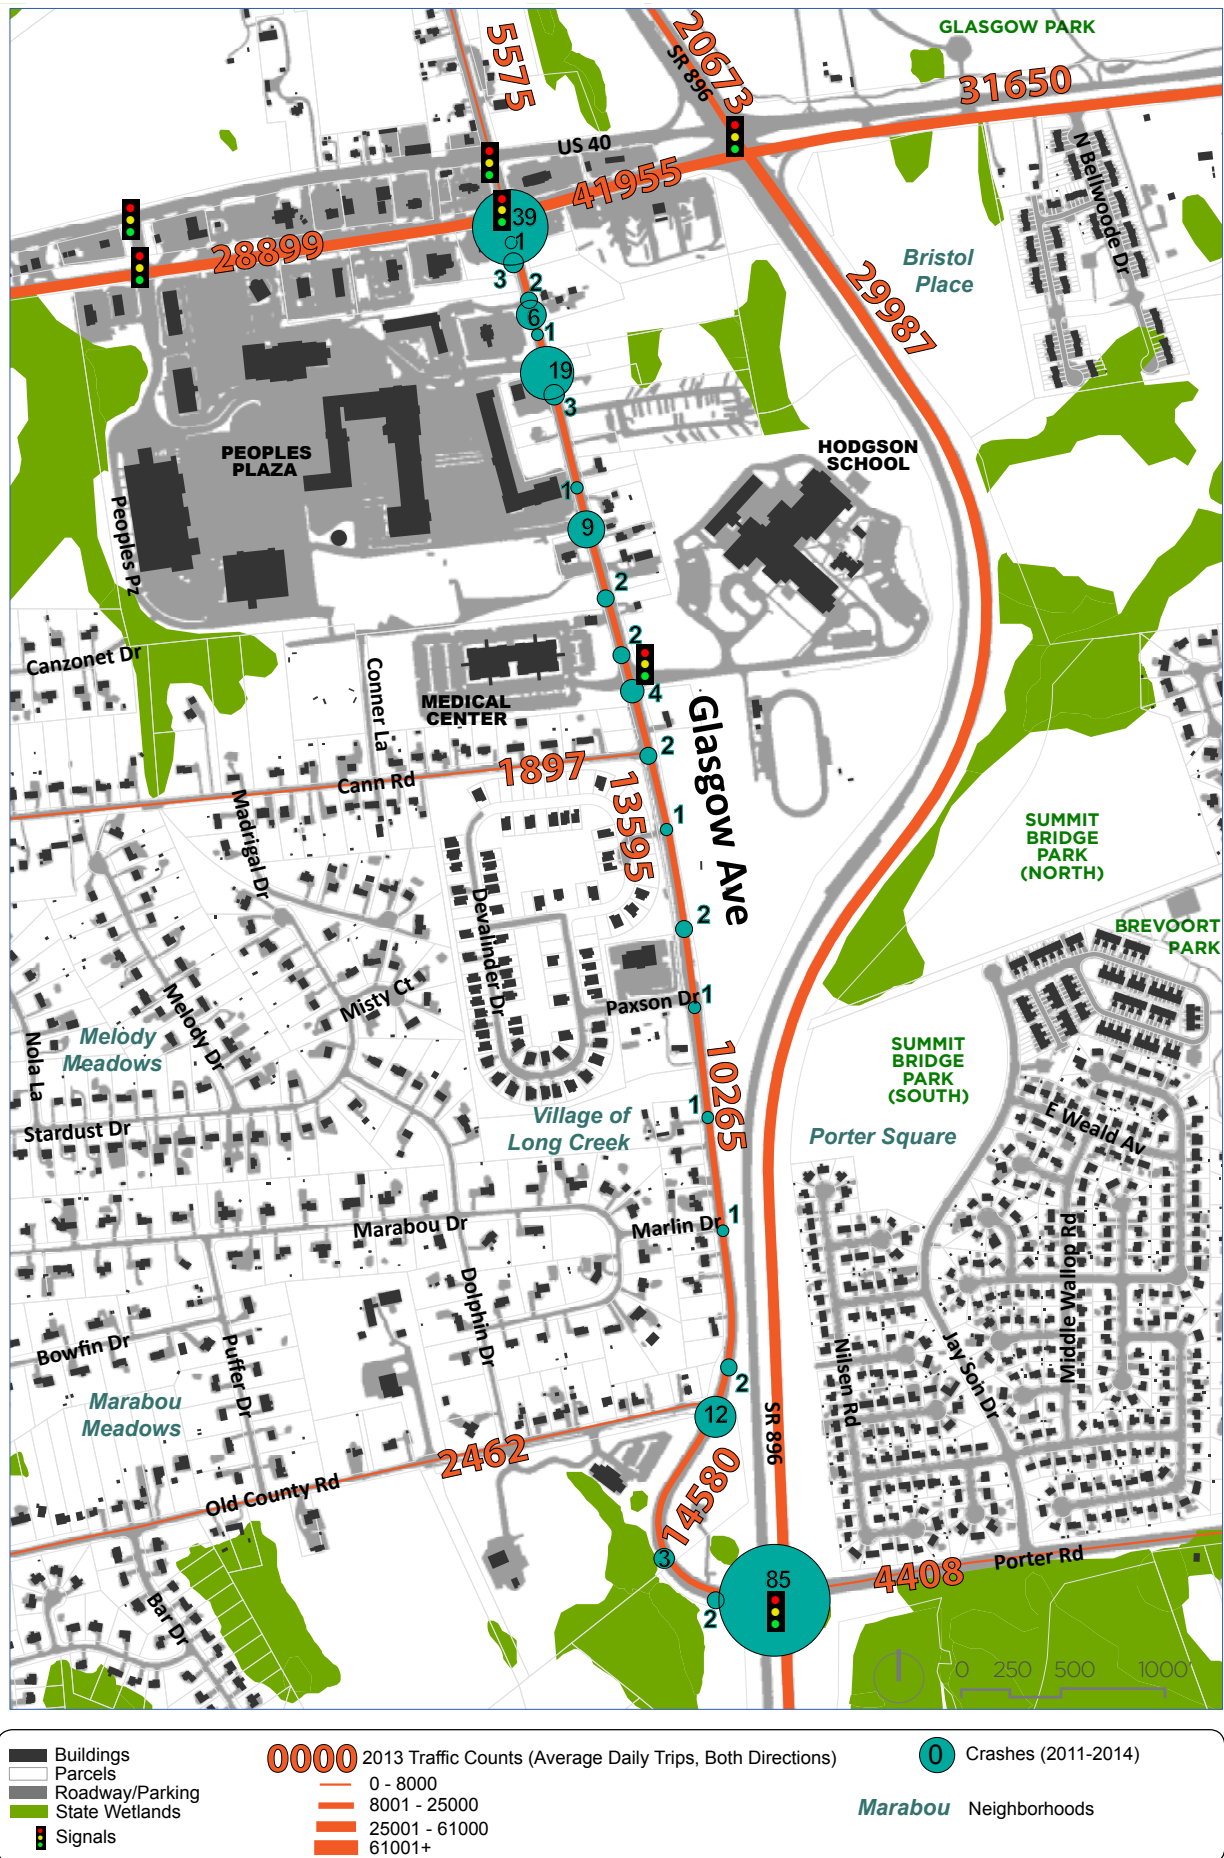 GLASGOW PARK
5575
20673
SR 896
31650
US 40
N Bellwoode Dr
41955
39
1
28899
3
2
6
1
Bristol
Place
29987
19
3
PEOPLES
PLAZA
HODGSON
SCHOOL
1
Peoples Pz
9
2
2
Canzonet Dr
4
Conner La
MEDICAL
CENTER
Glasgow Ave
2
1897
Cann Rd
13595
Madrigal Dr
1
SUMMIT
BRIDGE
PARK
(NORTH)
Devalinder Dr
2
BREVOORT
PARK
Melody Dr
Misty Ct
Paxson Dr
1
Melody
Meadows
Nola La
10265
SUMMIT
BRIDGE
PARK
(SOUTH)
1
Village of
Long Creek
Stardust Dr
Porter Square
E Weald Av
Marabou Dr
Marlin Dr
1
Middle Wallop Rd
Dolphin Dr
Bowfin Dr
Puffer Dr
Nilsen Rd
Jay Son Dr
2
Marabou
Meadows
12
SR 896
2462
Old County Rd
14580
3
85
4408
Porter Rd
2
Bar Dr
0 250 500 1000'
Buildings
Parcels
Roadway/Parking
State Wetlands
Signals
0000 2013 Traffic Counts (Average Daily Trips, Both Directions)
0 - 8000
8001 - 25000
25001 - 61000
61001+
0 Crashes (2011-2014)
Marabou Neighborhoods